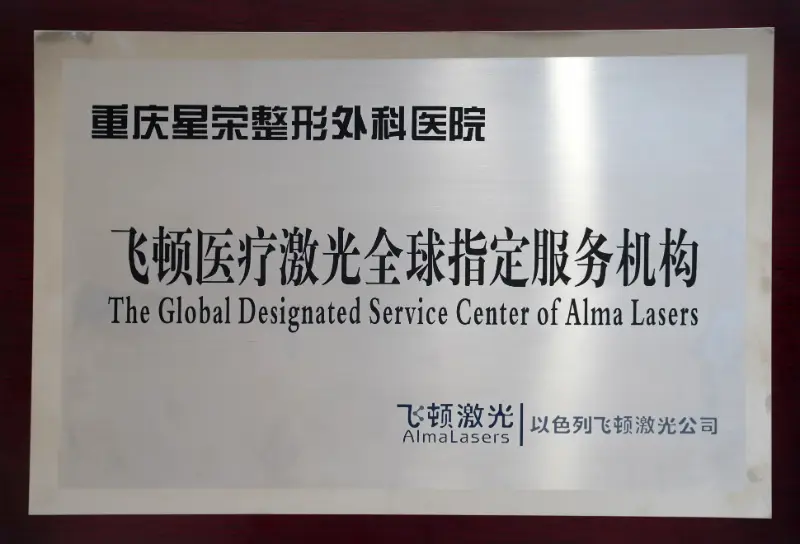 重庆星荣整形外科医院
飞顿医疗激光全球指定服务机构
The Global Designated Service Center of Alma Lasers
飞顿激光
AlmaLasers
以色列飞顿激光公司